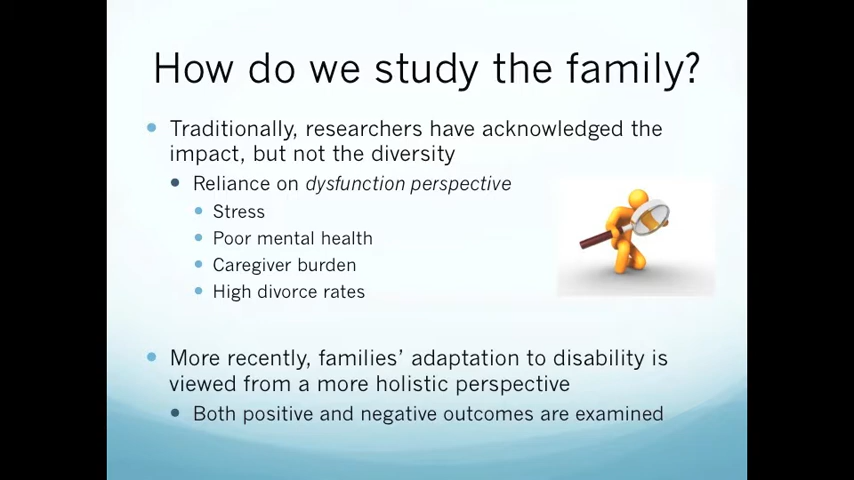 How do we study the family?
Traditionally, researchers have acknowledged the
impact, but not the diversity
Reliance on dysfunction perspective
Stress
Poor mental health
Caregiver burden
High divorce rates
More recently, families’ adaptation to disability is
viewed from a more holistic perspective
Both positive and negative outcomes are examined